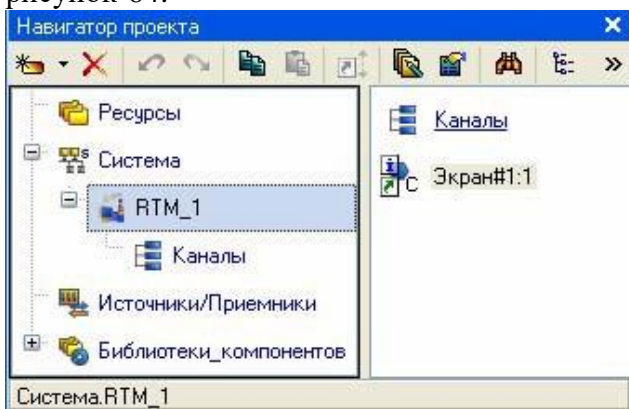 рисунок 64.
Навигатор проекта
Ресурсы
Система
RTM_1
Каналы
Источники/Приемники
Библиотеки_компонентов
Каналы
Экран#1:1
Система.RTM_1